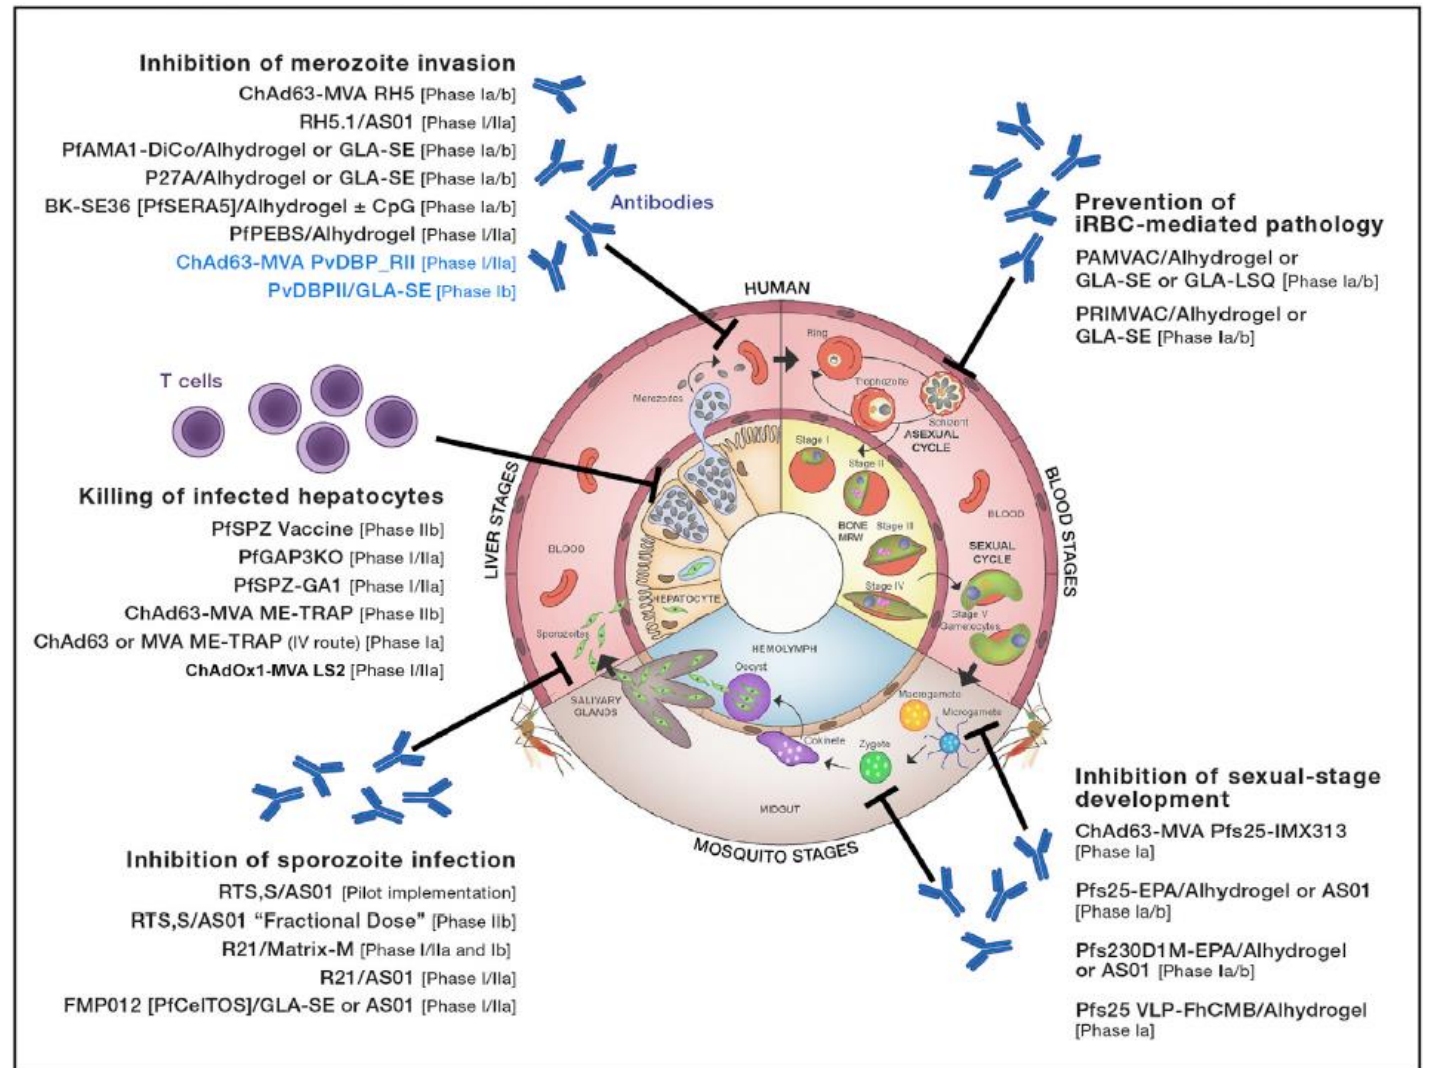 Inhibition of merozoite invasion
ChAd63-MVA RH5 [Phase Ia/b]
RH5.1/AS01 [Phase I/IIa]
PfAMA1-DiCo/Alhydrogel or GLA-SE [Phase Ia/b]
P27A/Alhydrogel or GLA-SE [Phase Ia/b]
BK-SE36 [PfSERA5]/Alhydrogel ± CpG [Phase Ia/b]
PfPEBS/Alhydrogel [Phase I/IIa]
ChAd63-MVA PvDBP_RII [Phase I/IIa]
PvDBPII/GLA-SE [Phase Ib]
Antibodies
Prevention of
iRBC-mediated pathology
PAMVAC/Alhydrogel or
GLA-SE or GLA-LSQ [Phase Ia/b]
PRIMVAC/Alhydrogel or
GLA-SE [Phase Ia/b]
T cells
Killing of infected hepatocytes
PfSPZ Vaccine [Phase IIb]
PfGAP3KO [Phase I/IIa]
PfSPZ-GA1 [Phase I/IIa]
ChAd63-MVA ME-TRAP [Phase IIb]
ChAd63 or MVA ME-TRAP (IV route) [Phase Ia]
ChAdOx1-MVA LS2 [Phase I/IIa]
HUMAN
LIVER STAGES
BLOOD STAGES
MOSQUITO STAGES
Ring
Trophozoite
Schizont
ASEXUAL
CYCLE
Merozoites
Stage I
Stage II
BONE
MRW
Stage III
Stage IV
BLOOD
SEXUAL
CYCLE
Stage V
Gametocytes
BLOOD
HEPATOCYTE
Sporozoites
HEMOLYMPH
Oocyst
SALIVARY
GLANDS
Macrogamete
Microgamete
Ookinete
Zygote
MIDGUT
Inhibition of sporozoite infection
RTS,S/AS01 [Pilot implementation]
RTS,S/AS01 “Fractional Dose” [Phase IIb]
R21/Matrix-M [Phase I/IIa and Ib]
R21/AS01 [Phase I/IIa]
FMP012 [PfCelTOS]/GLA-SE or AS01 [Phase I/IIa]
Inhibition of sexual-stage
development
ChAd63-MVA Pfs25-IMX313
[Phase Ia]
Pfs25-EPA/Alhydrogel or AS01
[Phase Ia/b]
Pfs230D1M-EPA/Alhydrogel
or AS01 [Phase Ia/b]
Pfs25 VLP-FhCMB/Alhydrogel
[Phase Ia]